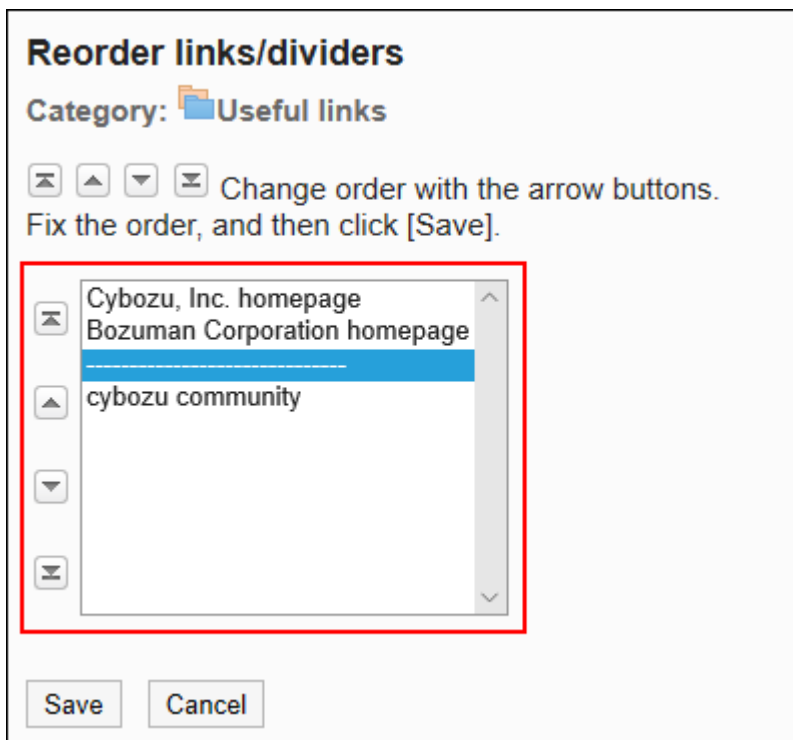 Reorder links/dividers
Category: Useful links
Change order with the arrow buttons.
Fix the order, and then click [Save].
Cybozu, Inc. homepage
Bozuman Corporation homepage
------------------------------
cybozu community
Save
Cancel